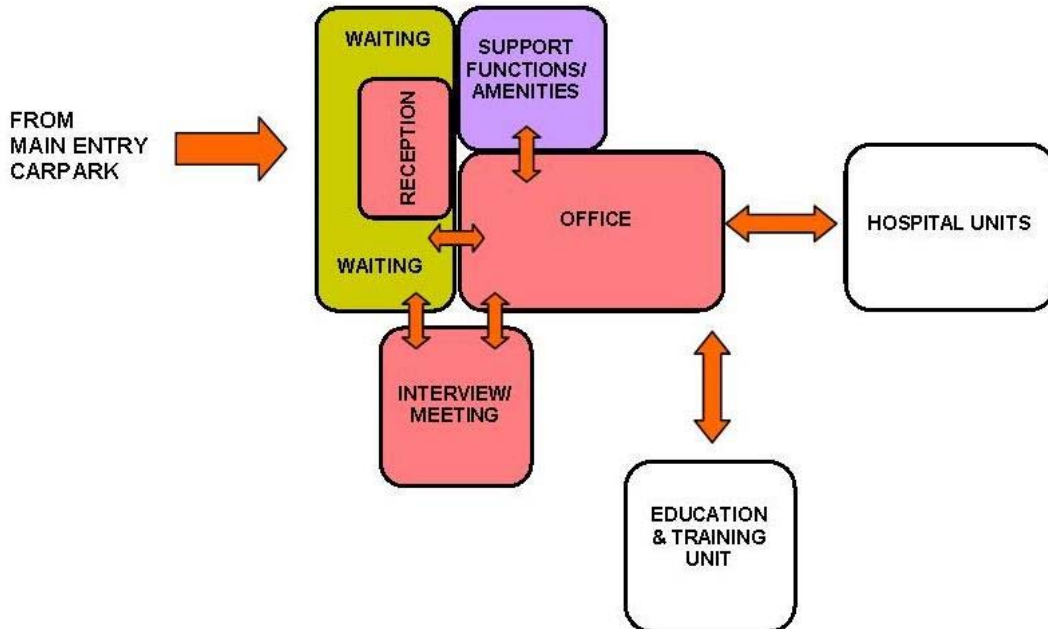 WAITING
SUPPORT
FUNCTIONS/
AMENITIES
FROM
MAIN ENTRY
CARPARK
RECEPTION
OFFICE
HOSPITAL UNITS
WAITING
INTERVIEW/
MEETING
EDUCATION
& TRAINING
UNIT